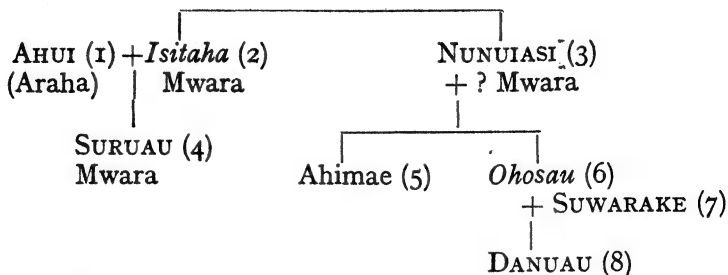 AHUI (1) + Isitaha (2) NUNUIASI (3)
(Araha) Mwara + ? Mwara
SURUAU (4) Ahimae (5) Ohosau (6)
Mwara + SUWARAKE (7)
DANUAU (8)